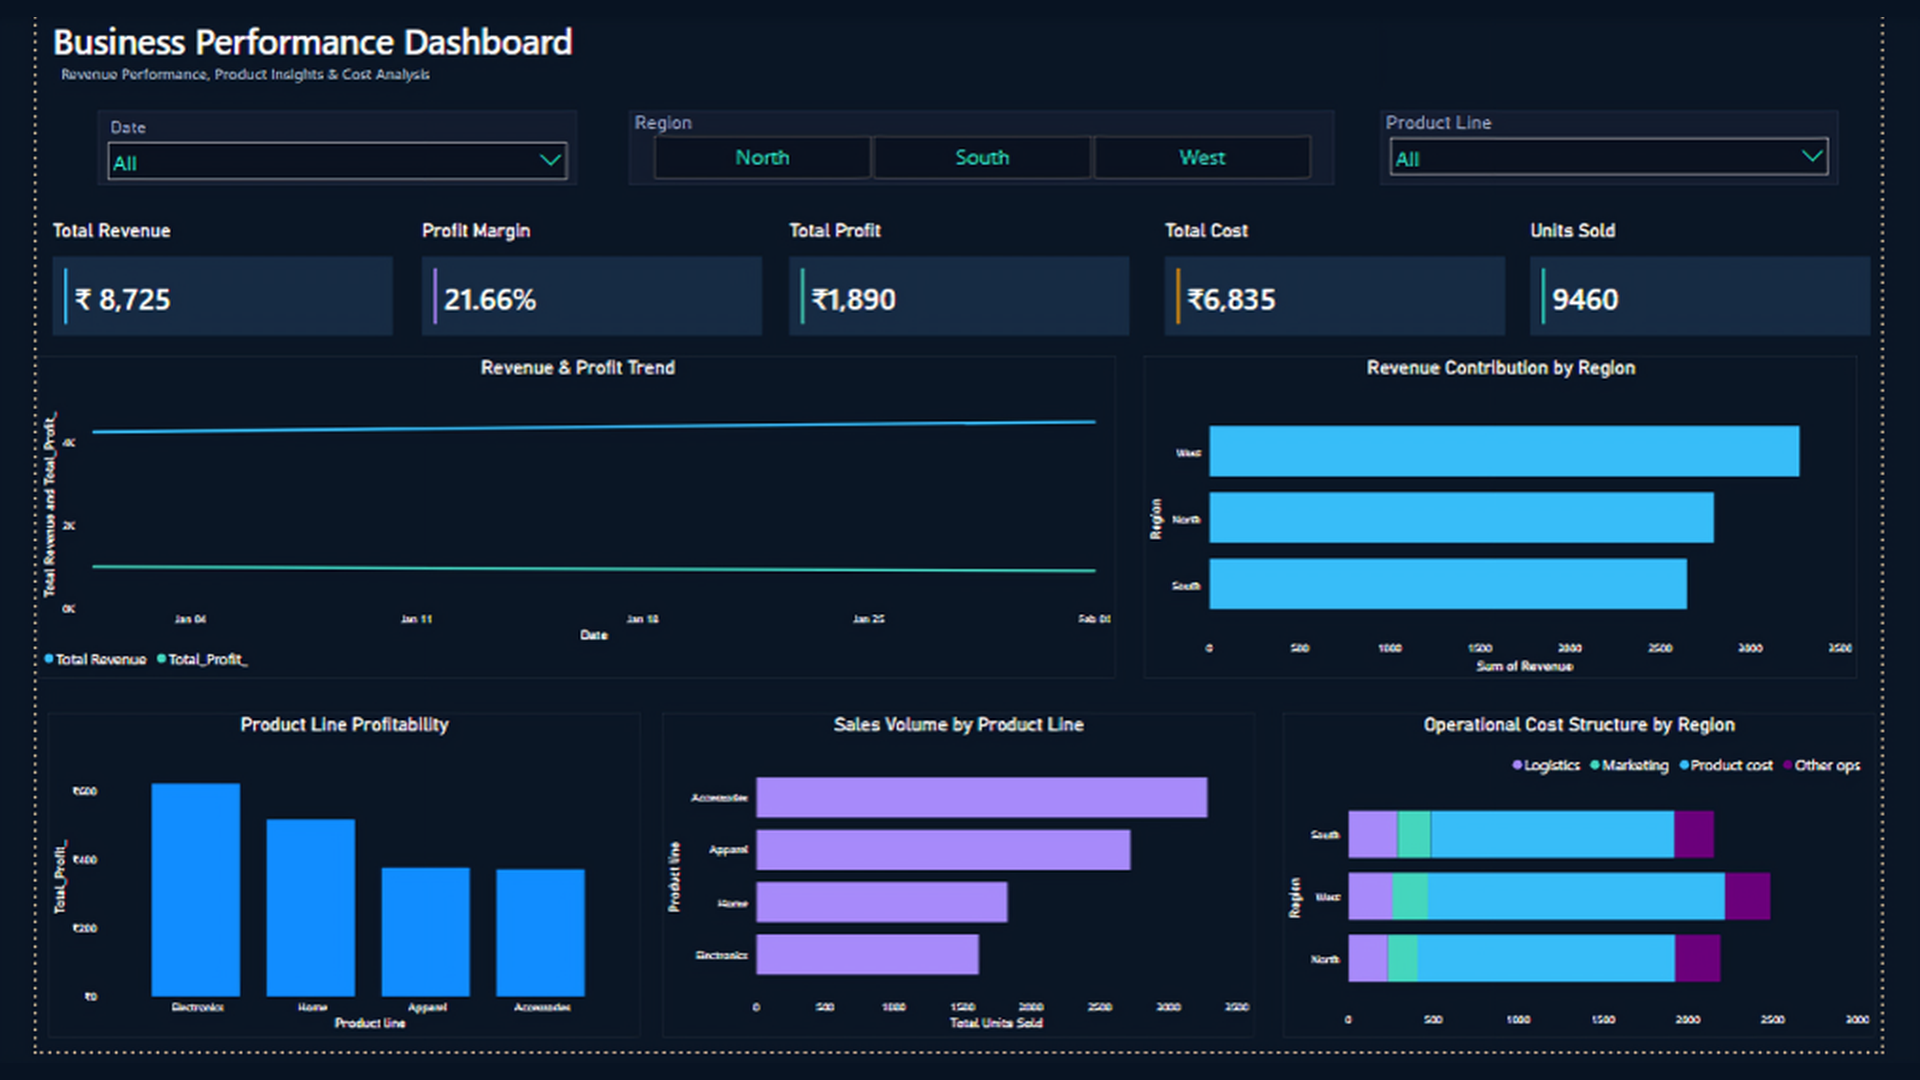 Business Performance Dashboard
Revenue Performance, Product Insights & Cost Analysis
Date
All
Region
North South West
Product Line
All
Total Revenue
₹ 8,725
Profit Margin
21.66%
Total Profit
₹1,890
Total Cost
₹6,835
Units Sold
9460
Revenue & Profit Trend
Total Revenue and Total_Profit_
4K
2K
0K
Jan 04 Jan 11 Jan 18 Jan 25 Feb 01
Date
Total Revenue Total_Profit_
Revenue Contribution by Region
Region
West
North
South
0 500 1000 1500 2000 2500 3000 3500
Sum of Revenue
Product Line Profitability
Total_Profit_
₹600
₹400
₹200
₹0
Electronics Home Apparel Accessories
Product line
Sales Volume by Product Line
Product line
Accessories
Apparel
Home
Electronics
0 500 1000 1500 2000 2500 3000 3500
Total Units Sold
Operational Cost Structure by Region
Logistics Marketing Product cost Other ops
Region
South
West
North
0 500 1000 1500 2000 2500 3000